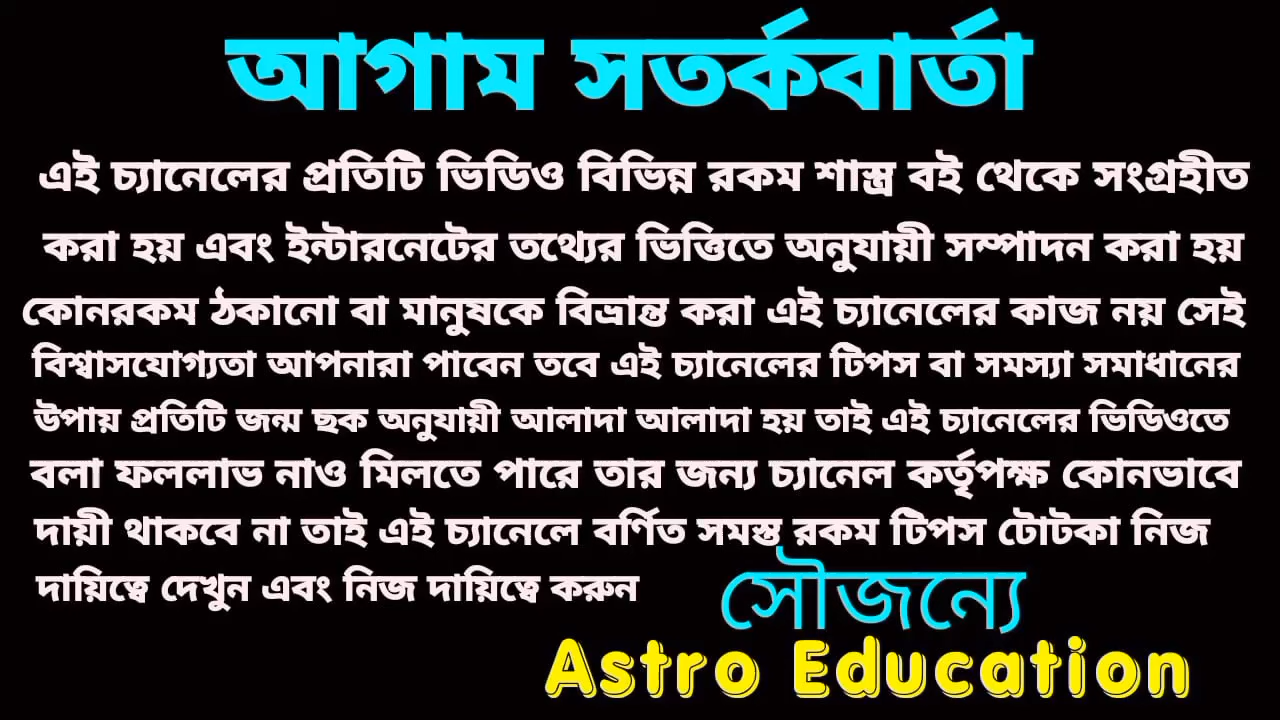 আগাম সতর্কবার্তা
এই চ্যানেলের প্রতিটি ভিডিও বিভিন্ন রকম শাস্ত্র বই থেকে সংগ্রহীত
করা হয় এবং ইন্টারনেটের তথ্যের ভিত্তিতে অনুযায়ী সম্পাদন করা হয়
কোনরকম ঠকানো বা মানুষকে বিভ্রান্ত করা এই চ্যানেলের কাজ নয় সেই
বিশ্বাসযোগ্যতা আপনারা পাবেন তবে এই চ্যানেলের টিপস বা সমস্যা সমাধানের
উপায় প্রতিটি জন্ম ছক অনুযায়ী আলাদা আলাদা হয় তাই এই চ্যানেলের ভিডিওতে
বলা ফললাভ নাও মিলতে পারে তার জন্য চ্যানেল কর্তৃপক্ষ কোনভাবে
দায়ী থাকবে না তাই এই চ্যানেলে বর্ণিত সমস্ত রকম টিপস টোটকা নিজ
দায়িত্বে দেখুন এবং নিজ দায়িত্বে করুন
সৌজন্যে
Astro Education